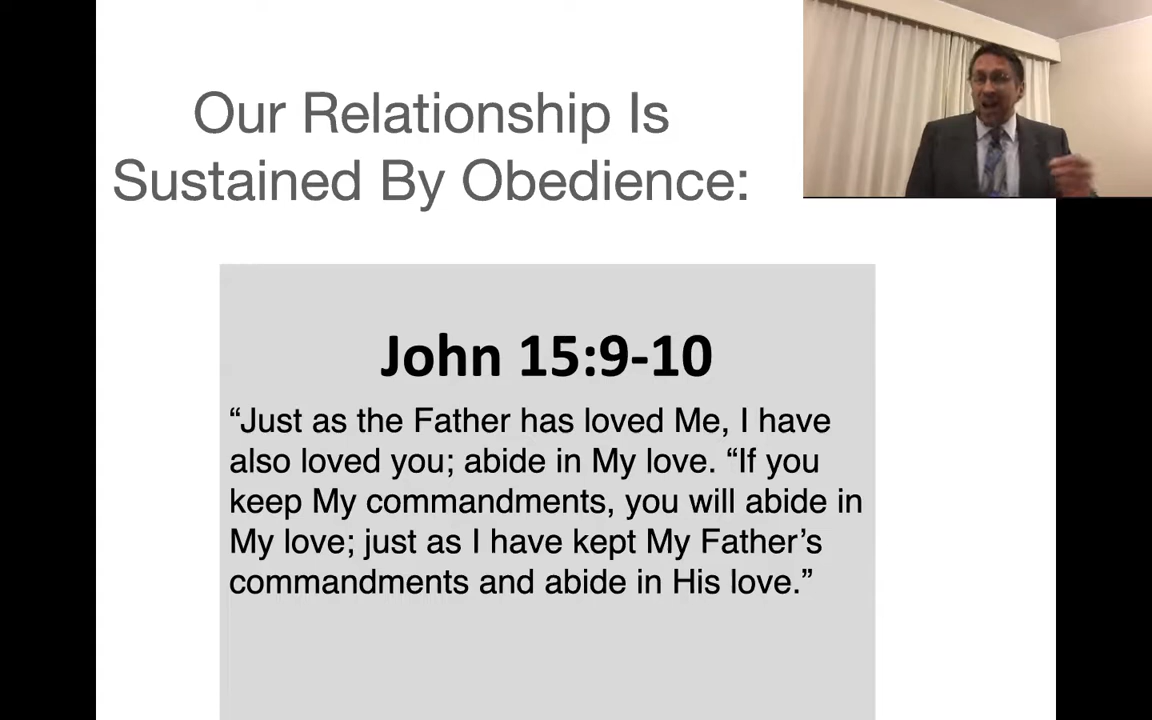 Our Relationship Is
Sustained By Obedience:
John 15:9-10
“Just as the Father has loved Me, I have
also loved you; abide in My love. “If you
keep My commandments, you will abide in
My love; just as I have kept My Father’s
commandments and abide in His love.”